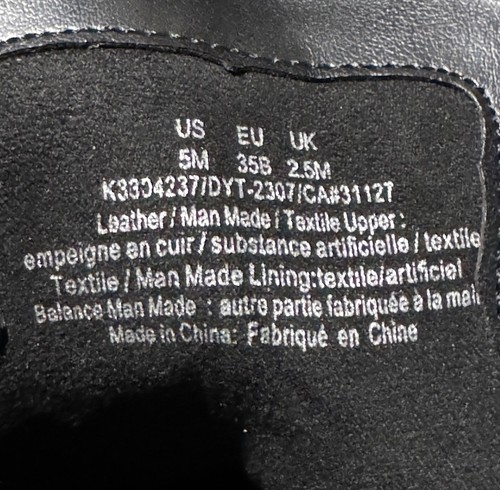 US EU UK
5M 35B 2.5M
K3304237/DYT-2307/CA#31127
Leather / Man Made / Textile Upper :
empeigne en cuir / substance artificielle / textile
Textile / Man Made Lining:textile/artificiel
Balance Man Made : autre partie fabriquée à la main
Made in China: Fabriqué en Chine